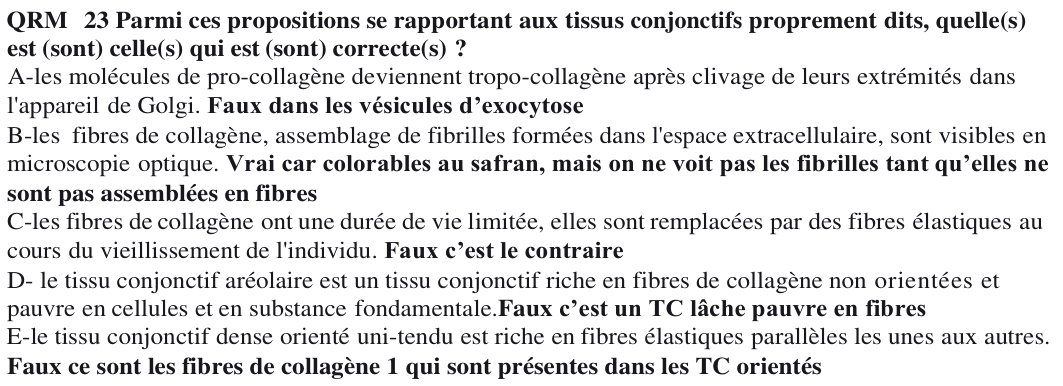 QRM 23 Parmi ces propositions se rapportant aux tissus conjonctifs proprement dits, quelle(s)
est (sont) celle(s) qui est (sont) correcte(s) ?
A-les molécules de pro-collagène deviennent tropo-collagène après clivage de leurs extrémités dans
l'appareil de Golgi. Faux dans les vésicules d’exocytose
B-les fibres de collagène, assemblage de fibrilles formées dans l'espace extracellulaire, sont visibles en
microscopie optique. Vrai car colorables au safran, mais on ne voit pas les fibrilles tant qu’elles ne
sont pas assemblées en fibres
C-les fibres de collagène ont une durée de vie limitée, elles sont remplacées par des fibres élastiques au
cours du vieillissement de l'individu. Faux c’est le contraire
D- le tissu conjonctif aréolaire est un tissu conjonctif riche en fibres de collagène non orientées et
pauvre en cellules et en substance fondamentale.Faux c’est un TC lâche pauvre en fibres
E-le tissu conjonctif dense orienté uni-tendu est riche en fibres élastiques parallèles les unes aux autres.
Faux ce sont les fibres de collagène 1 qui sont présentes dans les TC orientés